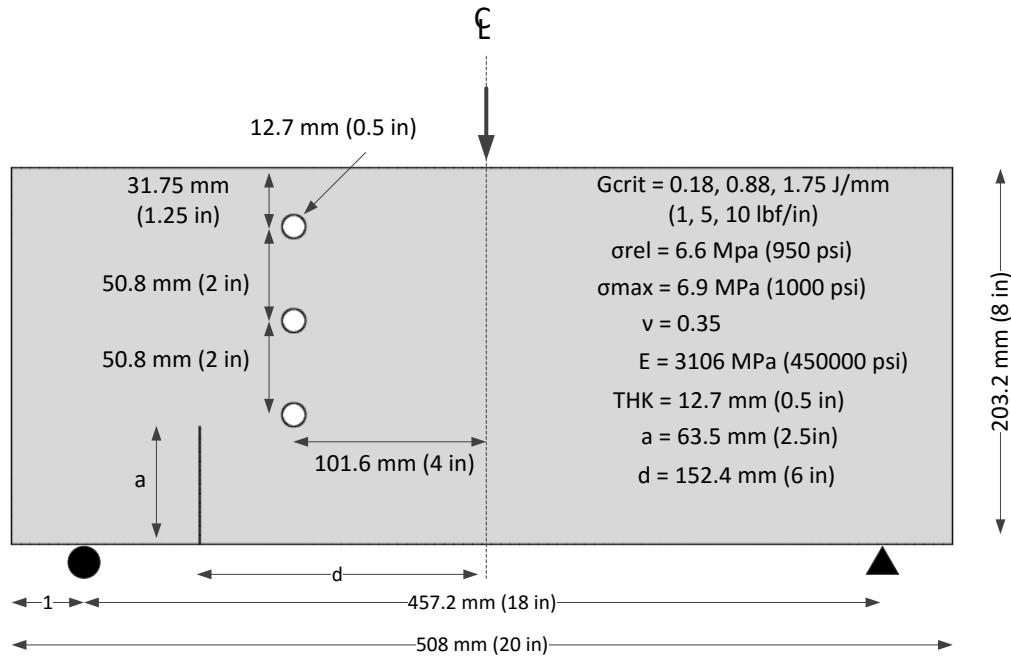 ℄
12.7 mm (0.5 in)
31.75 mm
(1.25 in)
50.8 mm (2 in)
50.8 mm (2 in)
101.6 mm (4 in)
a
Gcrit = 0.18, 0.88, 1.75 J/mm
(1, 5, 10 lbf/in)
σrel = 6.6 Mpa (950 psi)
σmax = 6.9 MPa (1000 psi)
ν = 0.35
E = 3106 MPa (450000 psi)
THK = 12.7 mm (0.5 in)
a = 63.5 mm (2.5in)
d = 152.4 mm (6 in)
203.2 mm (8 in)
d
1
457.2 mm (18 in)
508 mm (20 in)